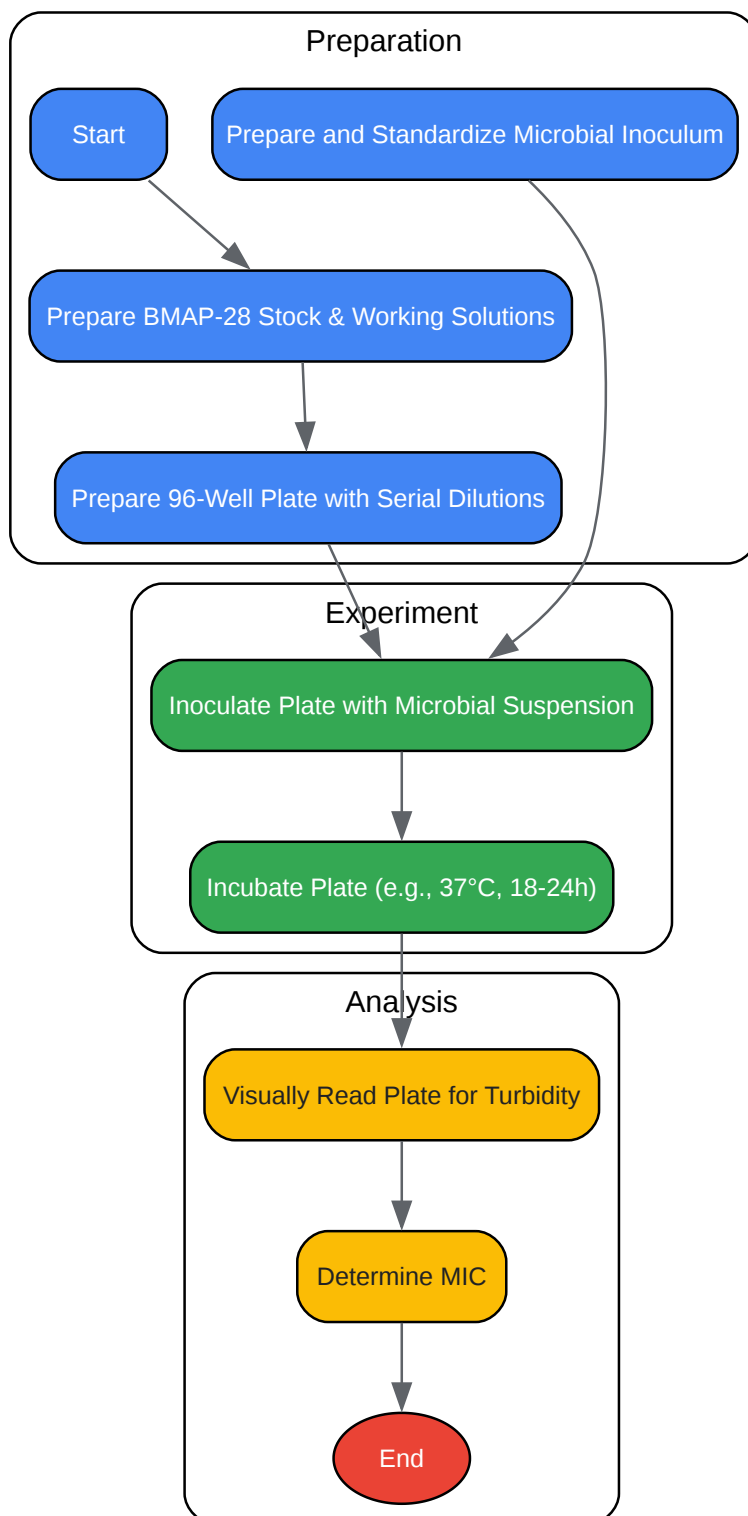 Preparation
Start
Prepare and Standardize Microbial Inoculum
Prepare BMAP-28 Stock & Working Solutions
Prepare 96-Well Plate with Serial Dilutions
Experiment
Inoculate Plate with Microbial Suspension
Incubate Plate (e.g., 37°C, 18-24h)
Analysis
Visually Read Plate for Turbidity
Determine MIC
End